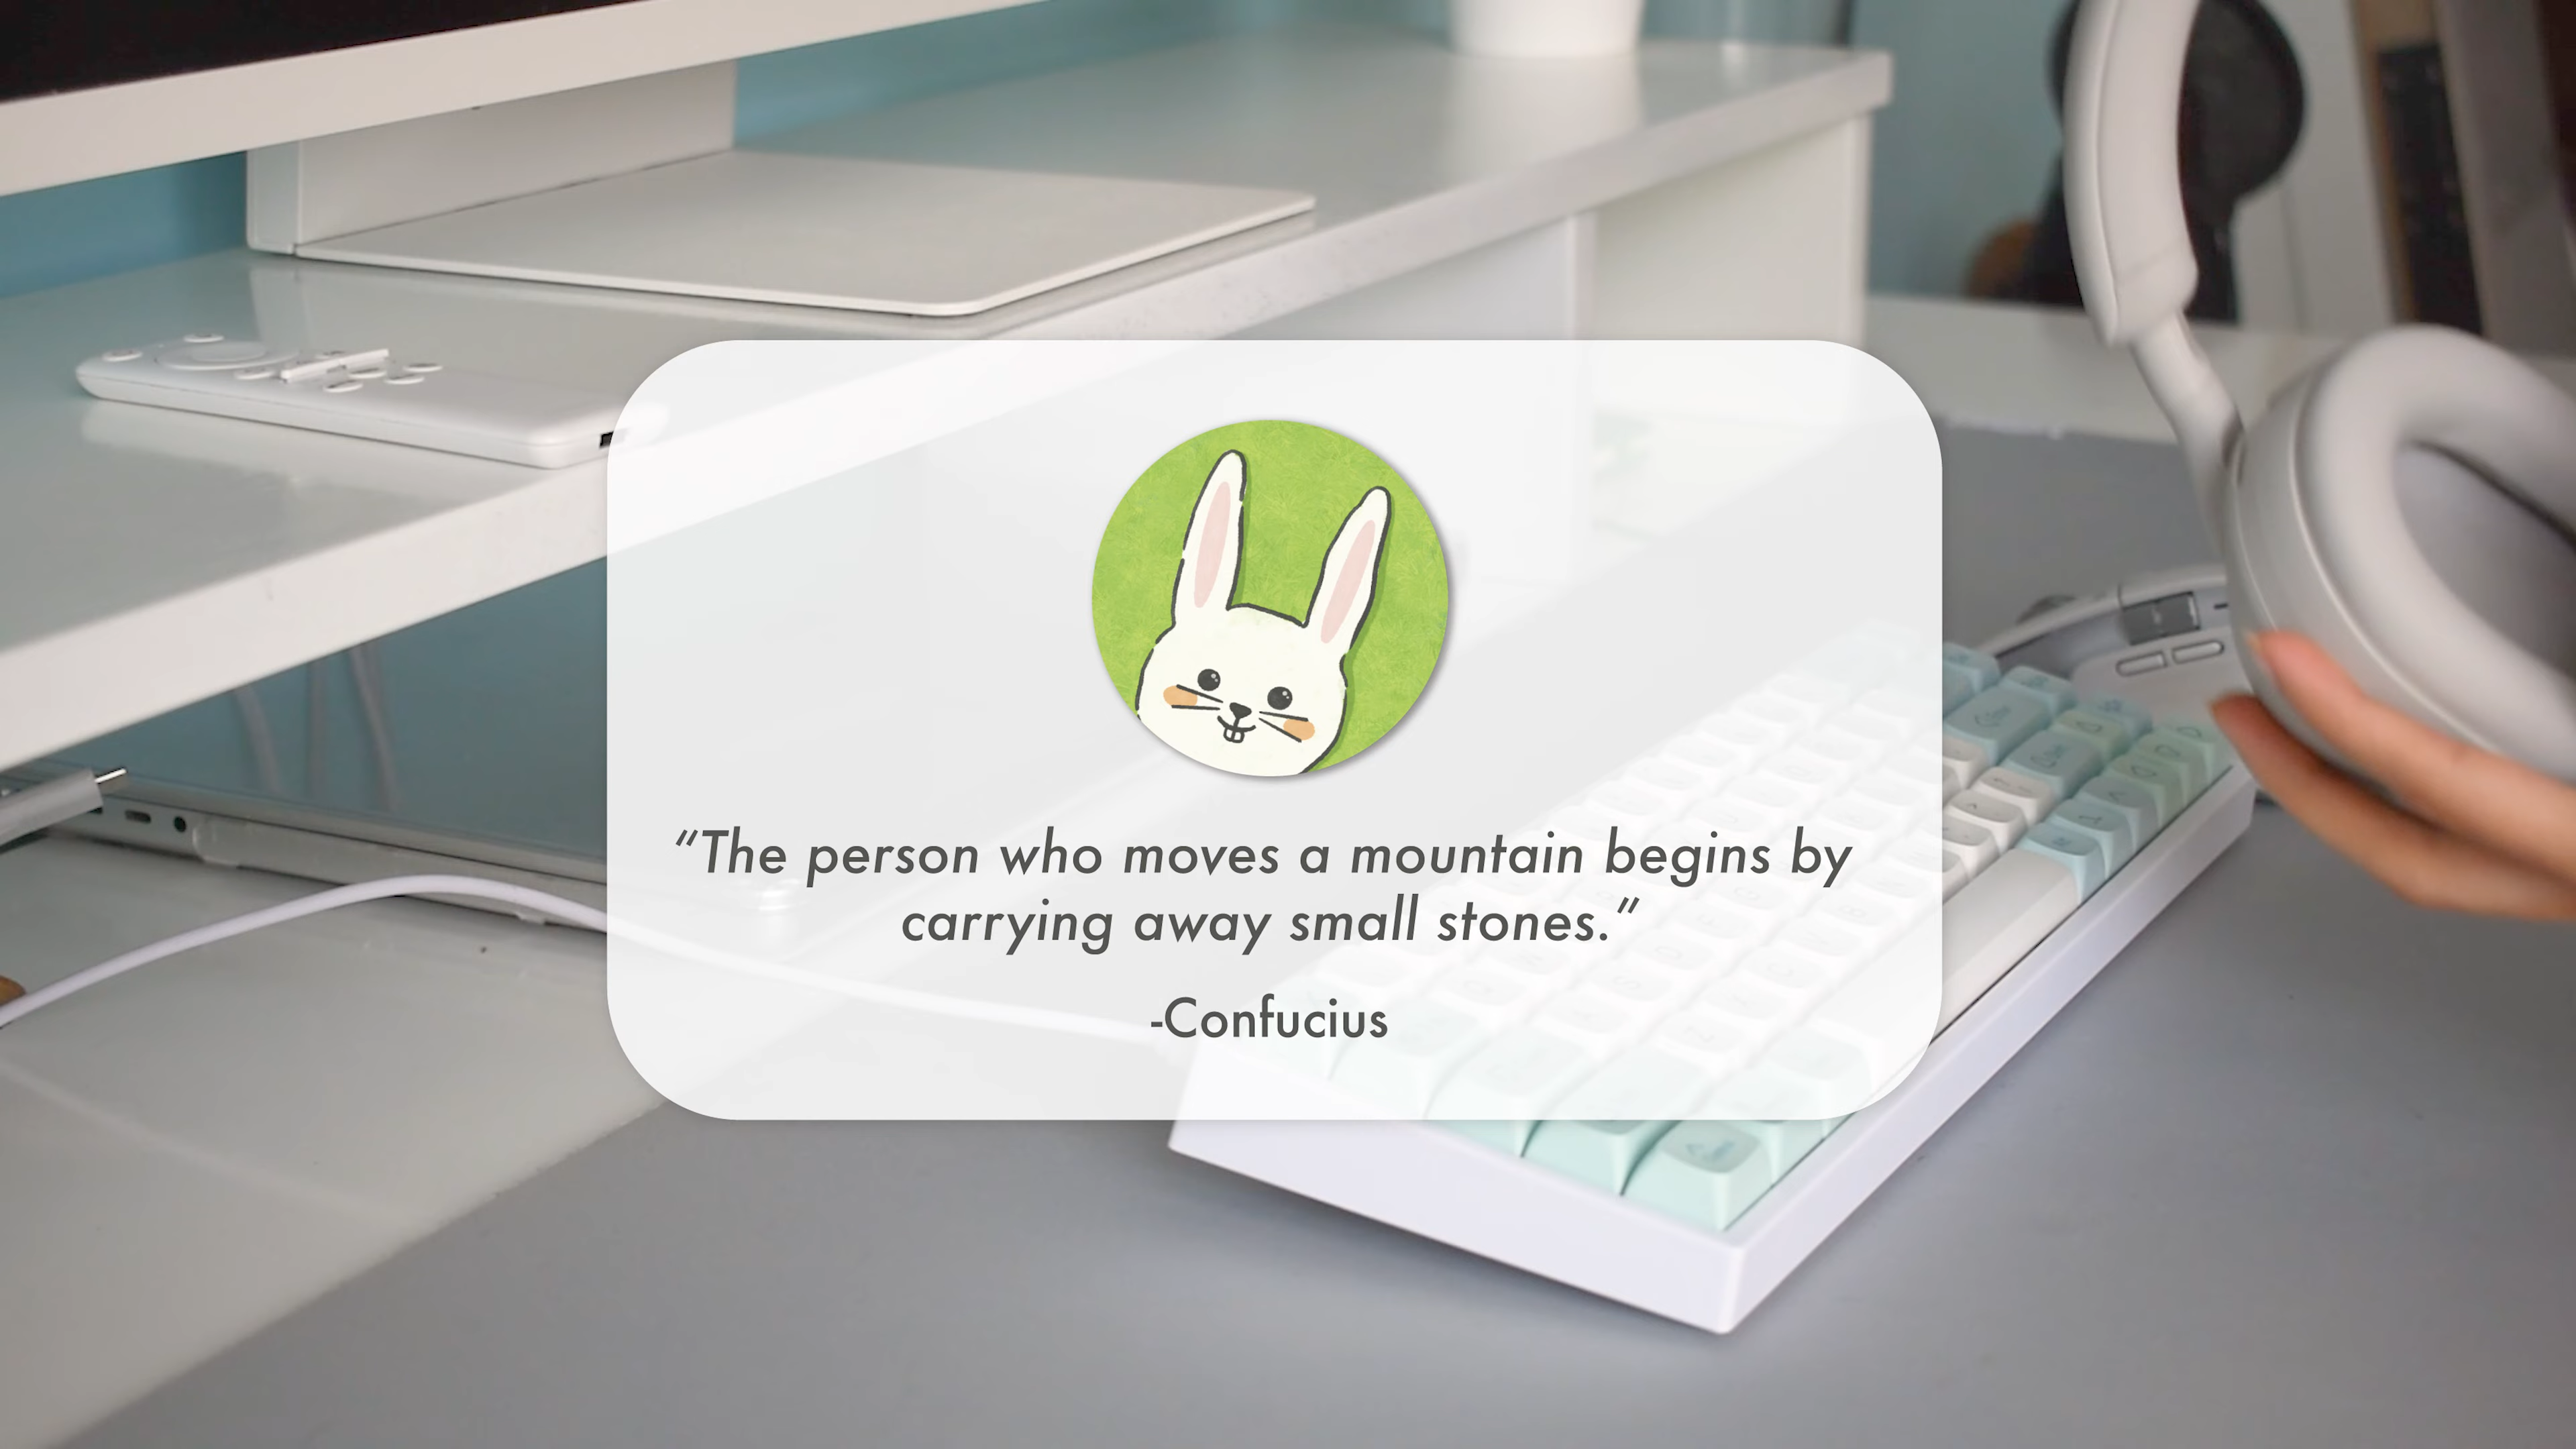 “The person who moves a mountain begins by
carrying away small stones.”
-Confucius